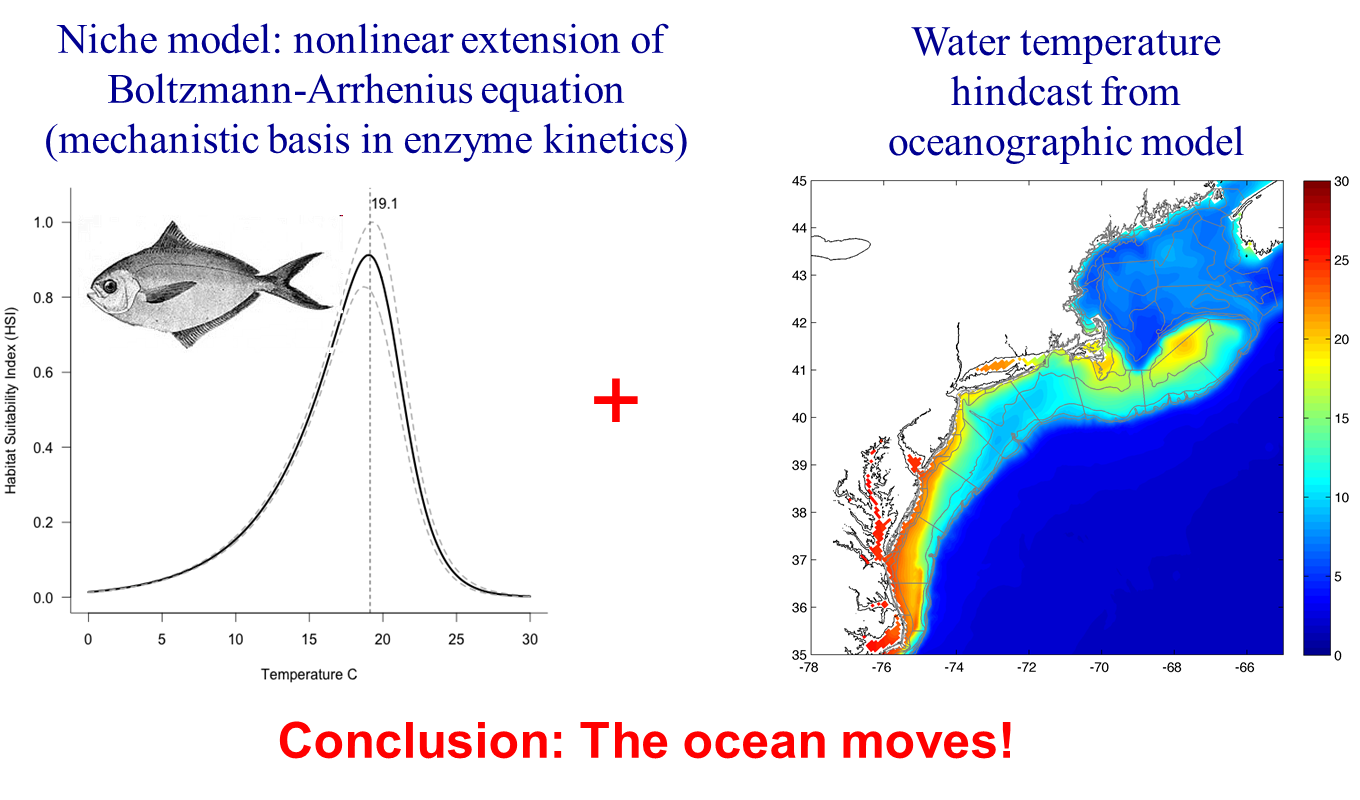 Niche model: nonlinear extension of
Boltzmann-Arrhenius equation
(mechanistic basis in enzyme kinetics)
Water temperature
hindcast from
oceanographic model
19.1
1.0
0.8
0.6
0.4
0.2
0.0
Habitat Suitability Index (HSI)
0 5 10 15 20 25 30
Temperature C
+
45
44
43
42
41
40
39
38
37
36
35
-78 -76 -74 -72 -70 -68 -66
30
25
20
15
10
5
0
Conclusion: The ocean moves!